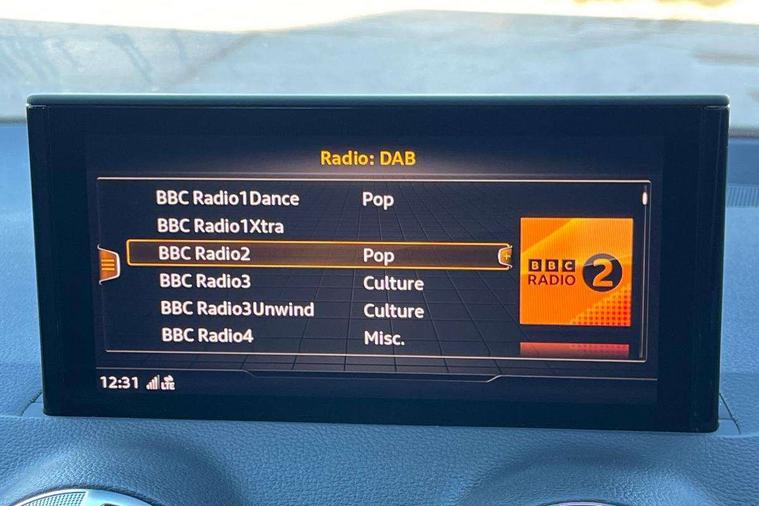 Radio: DAB
BBC Radio1Dance Pop
BBC Radio1Xtra
BBC Radio2 Pop
BBC Radio3 Culture
BBC Radio3Unwind Culture
BBC Radio4 Misc.
BBC
RADIO 2
12:31 LTE